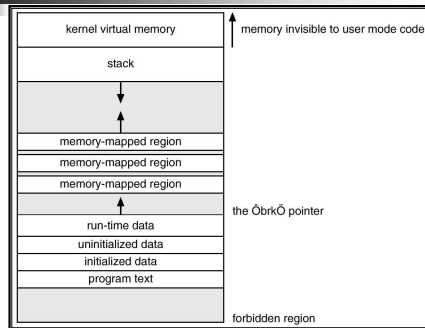 kernel virtual memory
memory invisible to user mode code
stack
memory-mapped region
memory-mapped region
memory-mapped region
the ÔbrkÕ pointer
run-time data
uninitialized data
initialized data
program text
forbidden region